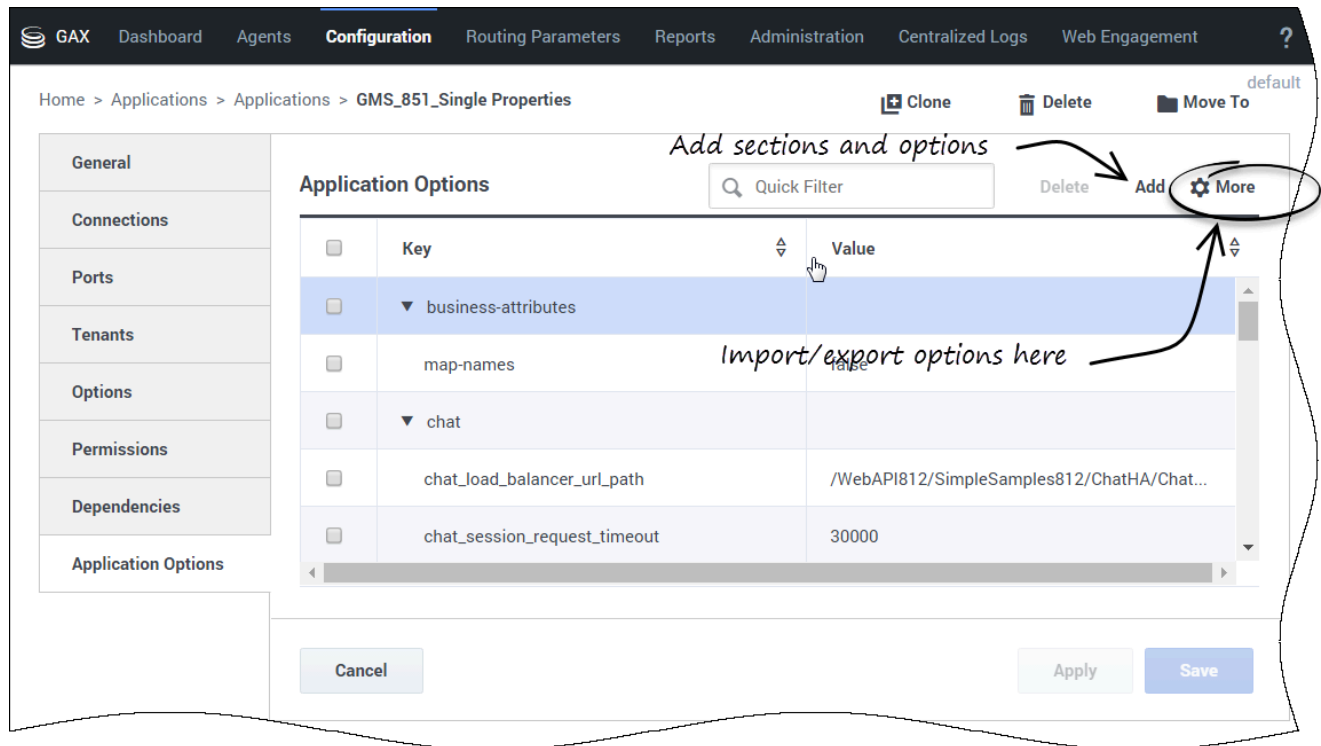 GAX Dashboard Agents Configuration Routing Parameters Reports Administration Centralized Logs Web Engagement ?
default
Home > Applications > Applications > GMS_851_Single Properties Clone Delete Move To
Add sections and options
General
Application Options Quick Filter Delete Add More
Connections
Key Value
Ports
business-attributes
Tenants
Import/export options here
map-names false
Options
chat
Permissions
chat_load_balancer_url_path /WebAPI812/SimpleSamples812/ChatHA/Chat...
Dependencies
chat_session_request_timeout 30000
Application Options
Cancel Apply Save